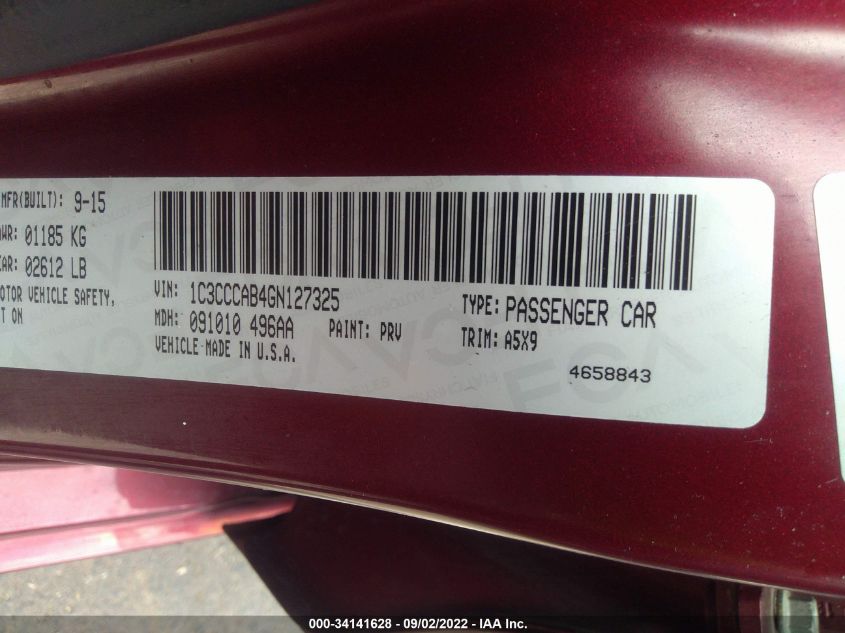 MFR(BUILT): 9-15
WR: 01185 KG
AR: 02612 LB
OTOR VEHICLE SAFETY,
T ON
VIN: 1C3CCCAB4GN127325
TYPE: PASSENGER CAR
MDH: 091010 496AA
PAINT: PRV
TRIM: A5X9
VEHICLE MADE IN U.S.A.
4658843
000-34141628 - 09/02/2022 - IAA Inc.